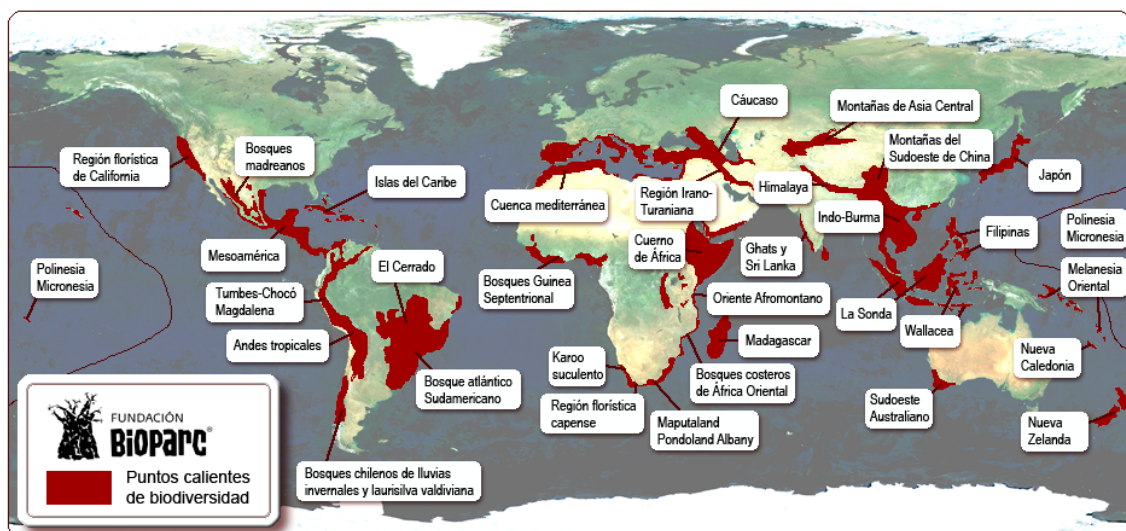 Cáucaso
Montañas de Asia Central
Región florística
de California
Bosques
madreanos
Islas del Caribe
Cuenca mediterránea
Región Irano-
Turaniana
Himalaya
Montañas del
Sudoeste de China
Japón
Indo-Burma
Mesoamérica
Polinesia
Micronesia
El Cerrado
Tumbes-Chocó
Magdalena
Andes tropicales
Bosques Guinea
Septentrional
Cuerno
de África
Ghats y
Sri Lanka
Filipinas
Polinesia
Micronesia
Melanesia
Oriental
Oriente Afromontano
La Sonda
Wallacea
Madagascar
Nueva
Caledonia
Bosque atlántico
Sudamericano
Karoo
suculento
Bosques costeros
de África Oriental
Región florística
capense
Maputaland
Pondoland Albany
Sudoeste
Australiano
Nueva
Zelanda
Bosques chilenos de lluvias
invernales y laurisilva valdiviana
FUNDACIÓN
BIOPARC®
Puntos calientes
de biodiversidad